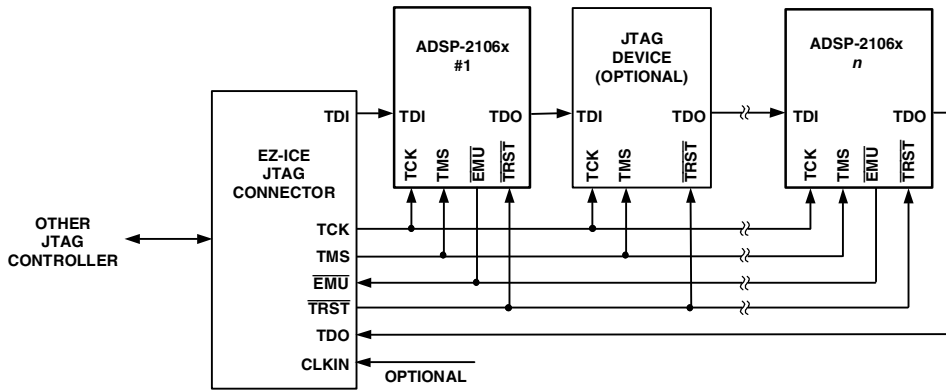 ADSP-2106x
#1
TDI
TDO
TCK
TMS
EMU
TRST
JTAG
DEVICE
(OPTIONAL)
TDI
TDO
TCK
TMS
TRST
ADSP-2106x
n
TDI
TDO
TCK
TMS
EMU
TRST
OTHER
JTAG
CONTROLLER
EZ-ICE
JTAG
CONNECTOR
TDI
TCK
TMS
EMU
TRST
TDO
CLKIN
OPTIONAL